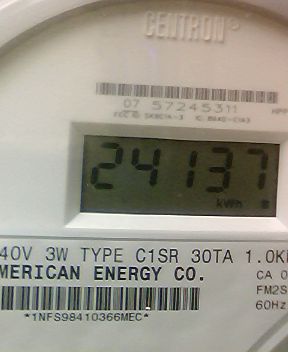 CENTRON®
07 57245311
24137
kWh
40V 3W TYPE C1SR 30TA 1.0K
MERICAN ENERGY CO.
CA 0
FM2S
60Hz
*1NFS98410366MEC*